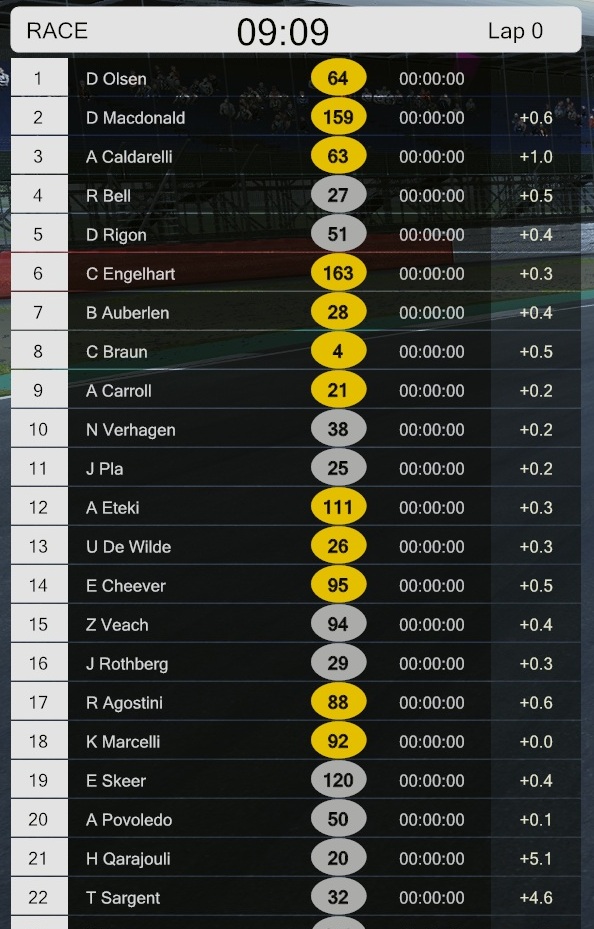 RACE 09:09 Lap 0
1 D Olsen 64 00:00:00
2 D Macdonald 159 00:00:00 +0.6
3 A Caldarelli 63 00:00:00 +1.0
4 R Bell 27 00:00:00 +0.5
5 D Rigon 51 00:00:00 +0.4
6 C Engelhart 163 00:00:00 +0.3
7 B Auberlen 28 00:00:00 +0.4
8 C Braun 4 00:00:00 +0.5
9 A Carroll 21 00:00:00 +0.2
10 N Verhagen 38 00:00:00 +0.2
11 J Pla 25 00:00:00 +0.2
12 A Eteki 111 00:00:00 +0.3
13 U De Wilde 26 00:00:00 +0.3
14 E Cheever 95 00:00:00 +0.5
15 Z Veach 94 00:00:00 +0.4
16 J Rothberg 29 00:00:00 +0.3
17 R Agostini 88 00:00:00 +0.6
18 K Marcelli 92 00:00:00 +0.0
19 E Skeer 120 00:00:00 +0.4
20 A Povoledo 50 00:00:00 +0.1
21 H Qarajouli 20 00:00:00 +5.1
22 T Sargent 32 00:00:00 +4.6